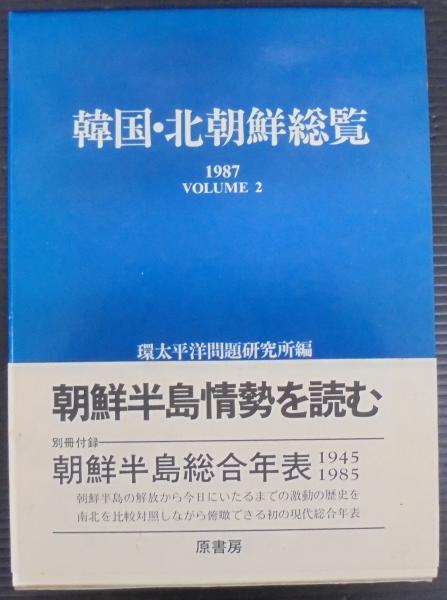 韓国・北朝鮮総覧
1987
VOLUME 2
環太平洋問題研究所編
朝鮮半島情勢を読む
別冊付録
朝鮮半島総合年表 1945 1985
朝鮮半島の解放から今日にいたるまでの激動の歴史を
南北を比較対照しながら俯瞰できる初の現代総合年表
原書房